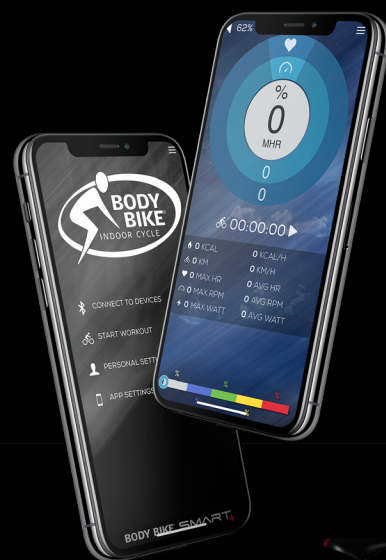 62%
%
0
MHR
0
0
00:00:00
0 KCAL 0 KCAL/H
0 KM 0 KM/H
0 MAX HR 0 AVG HR
0 MAX RPM 0 AVG RPM
0 MAX WATT 0 AVG WATT
% % %
%
BODY
BIKE
INDOOR CYCLE
CONNECT TO DEVICES
START WORKOUT
PERSONAL SETT
APP SETTINGS
BODY BIKE SMART+